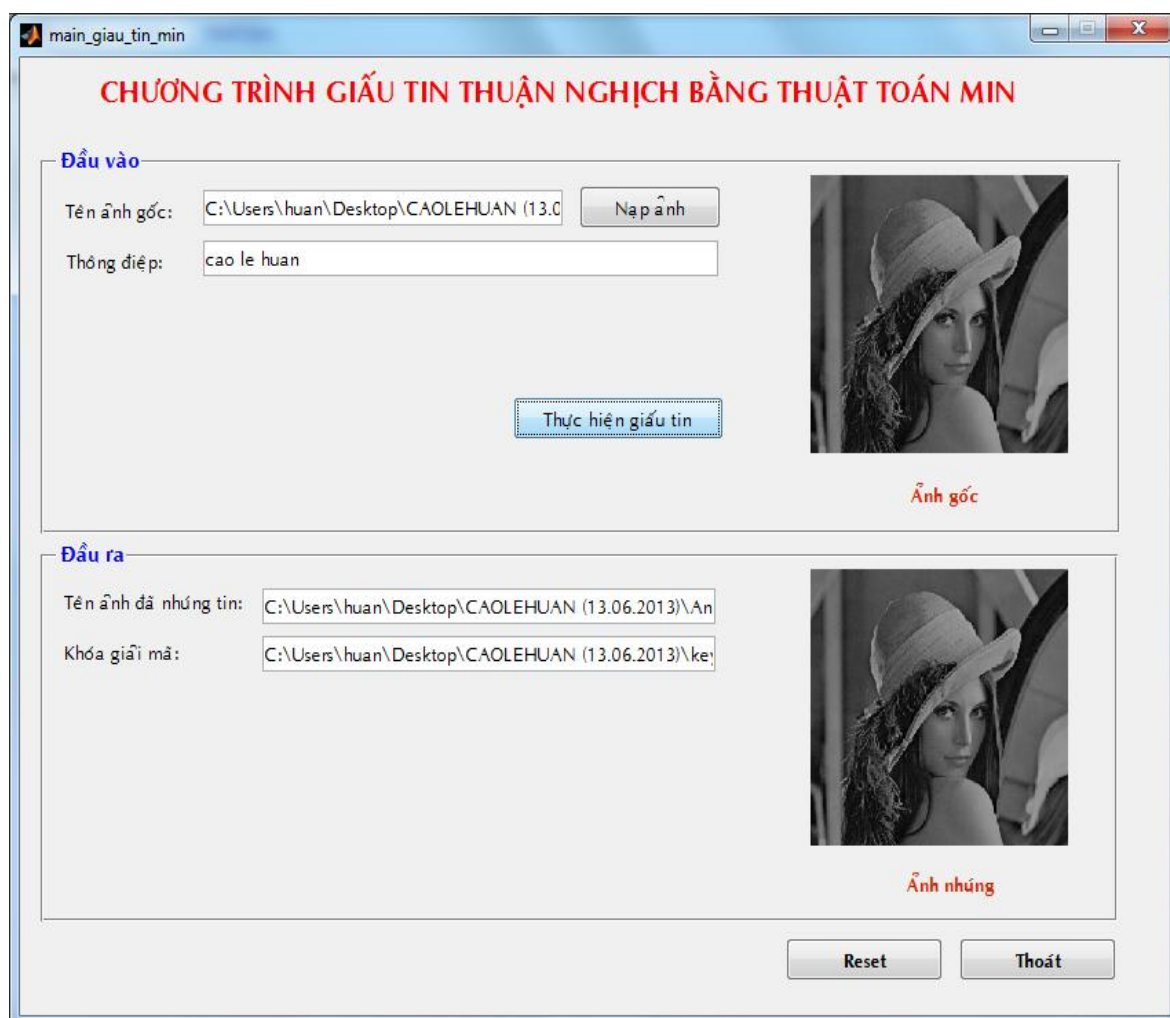 main_giau_tin_min
CHƯƠNG TRÌNH GIẤU TIN THUẬN NGHỊCH BẰNG THUẬT TOÁN MIN
Đầu vào
Tên ảnh gốc: C:\Users\huan\Desktop\CAOLEHUAN (13.0 Nạp ảnh
Thông điệp: cao le huan
Thực hiện giấu tin
Ảnh gốc
Đầu ra
Tên ảnh đã nhúng tin: C:\Users\huan\Desktop\CAOLEHUAN (13.06.2013)\An
Khóa giải mã: C:\Users\huan\Desktop\CAOLEHUAN (13.06.2013)\key
Ảnh nhúng
Reset Thoát